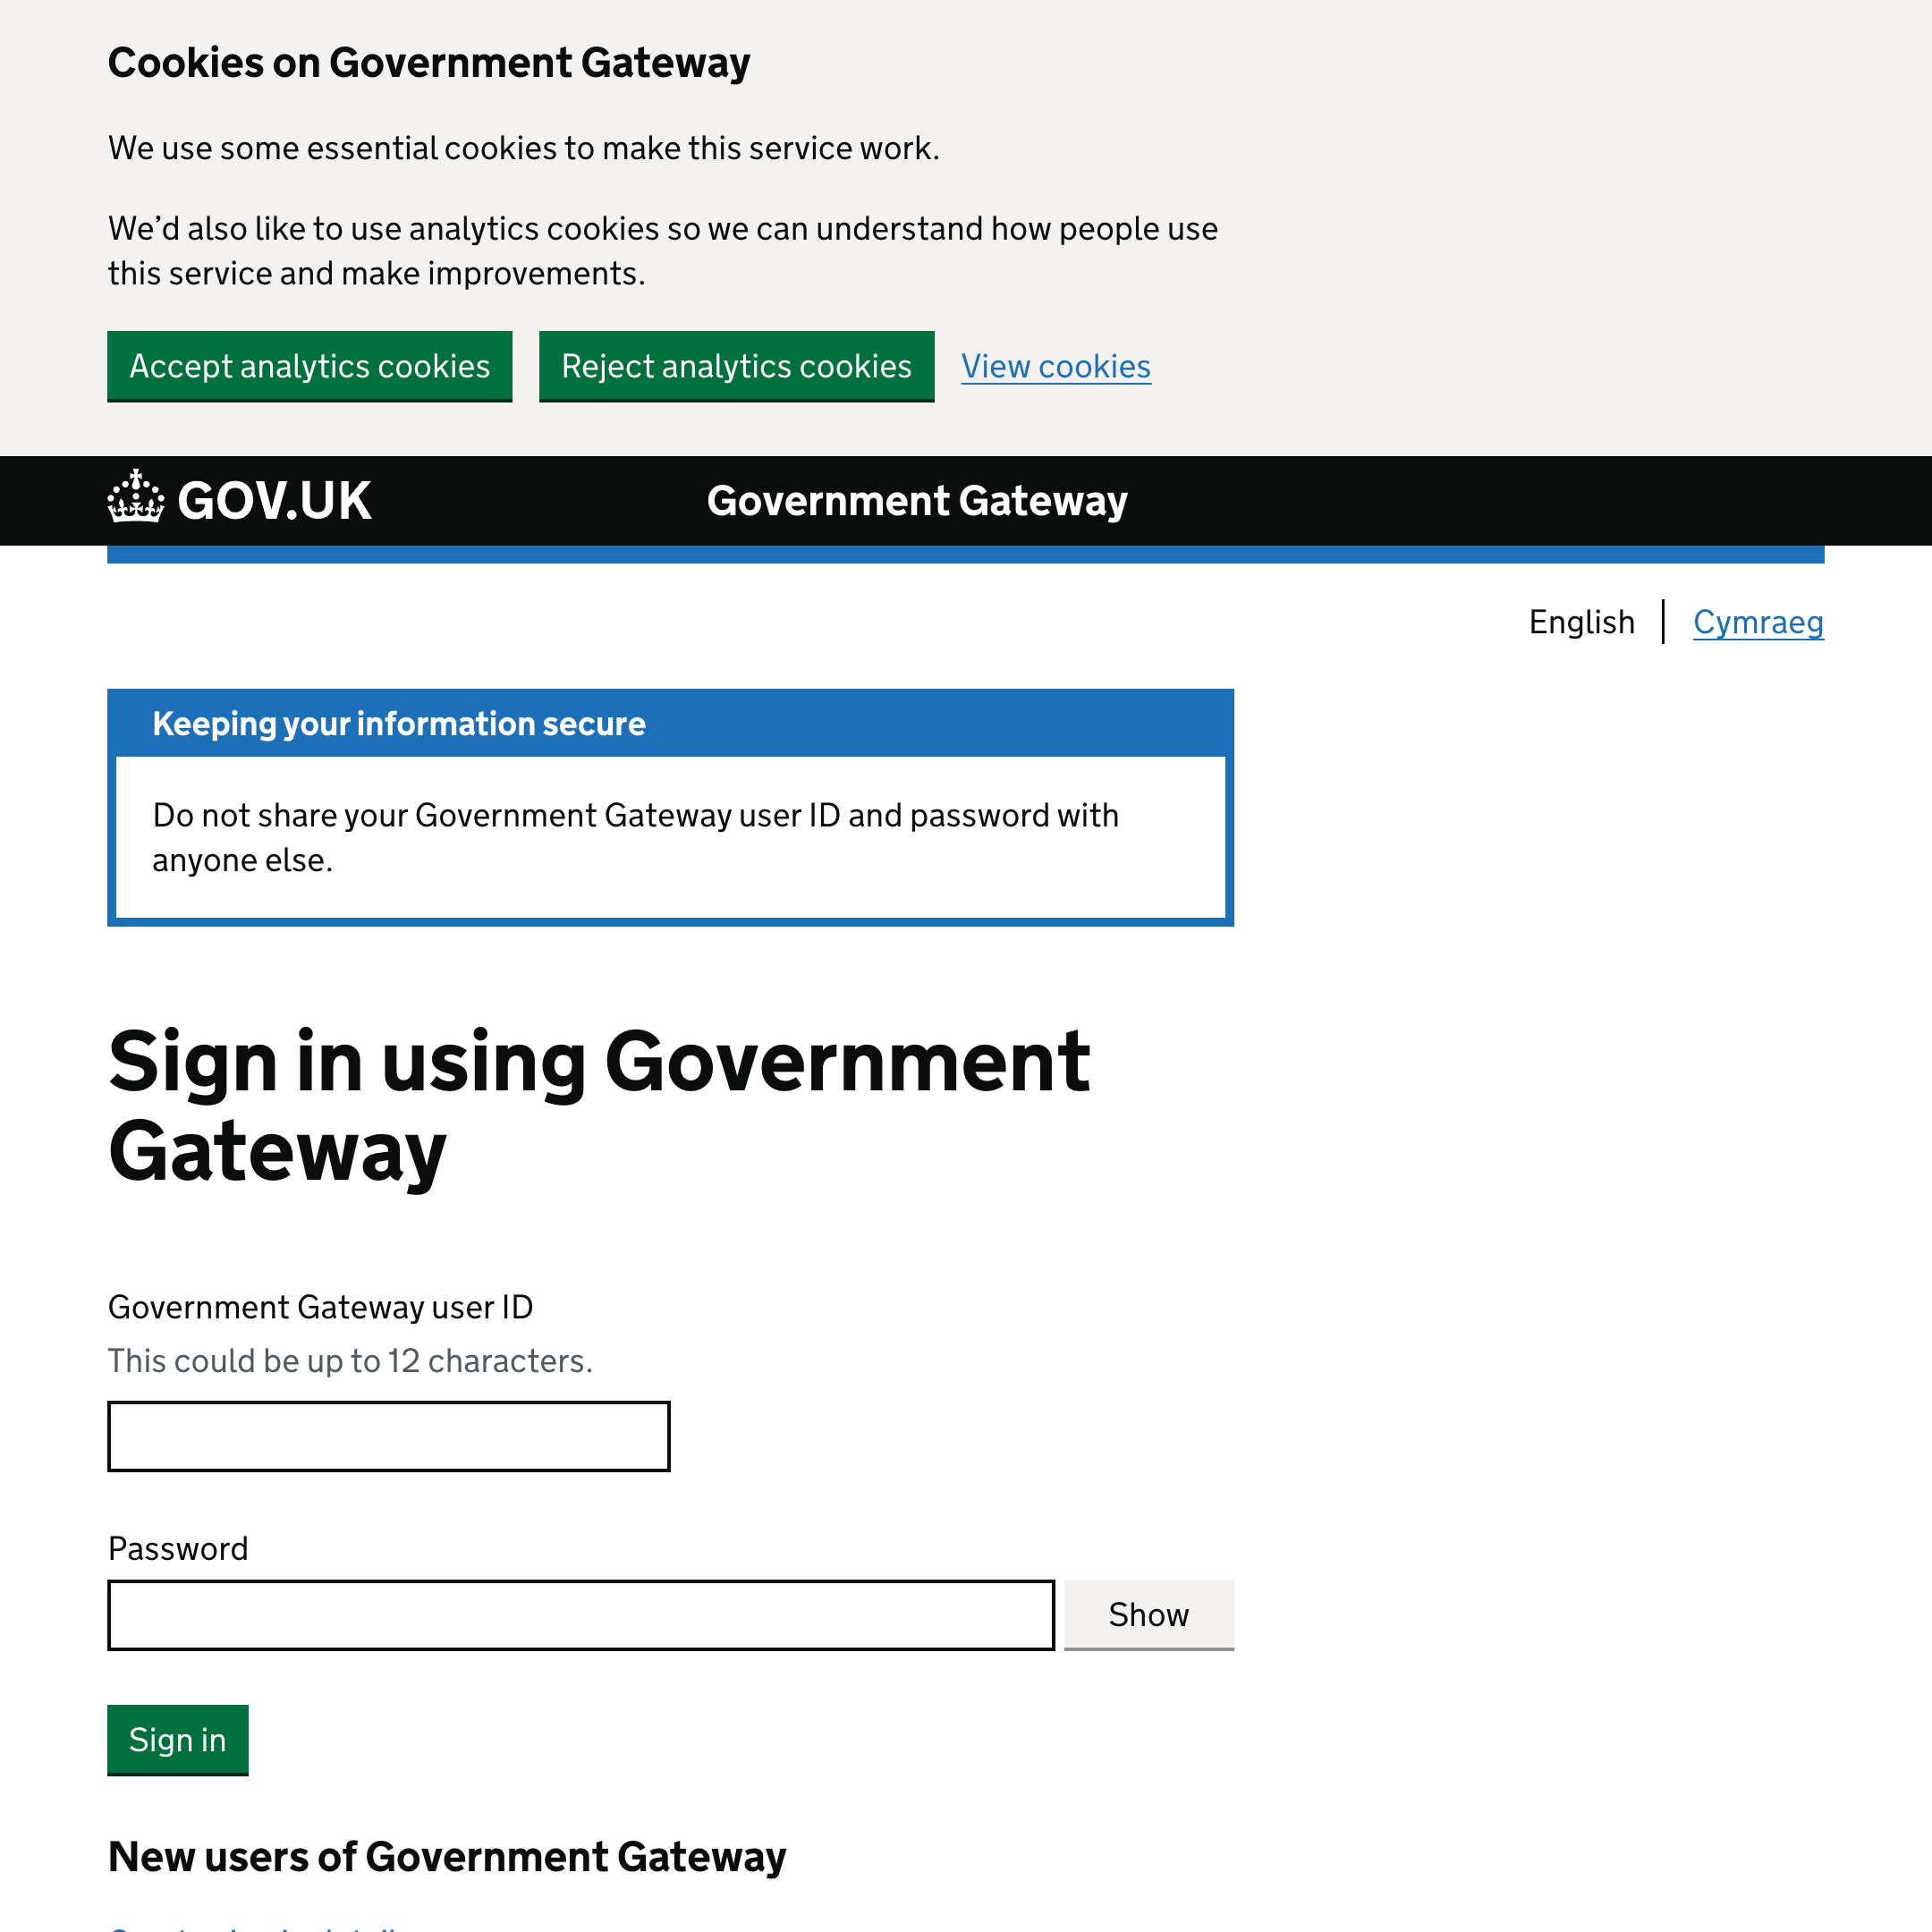 Cookies on Government Gateway
We use some essential cookies to make this service work.
We’d also like to use analytics cookies so we can understand how people use
this service and make improvements.
Accept analytics cookies
Reject analytics cookies
View cookies
GOV.UK
Government Gateway
English
Cymraeg
Keeping your information secure
Do not share your Government Gateway user ID and password with
anyone else.
Sign in using Government
Gateway
Government Gateway user ID
This could be up to 12 characters.
Password
Show
Sign in
New users of Government Gateway